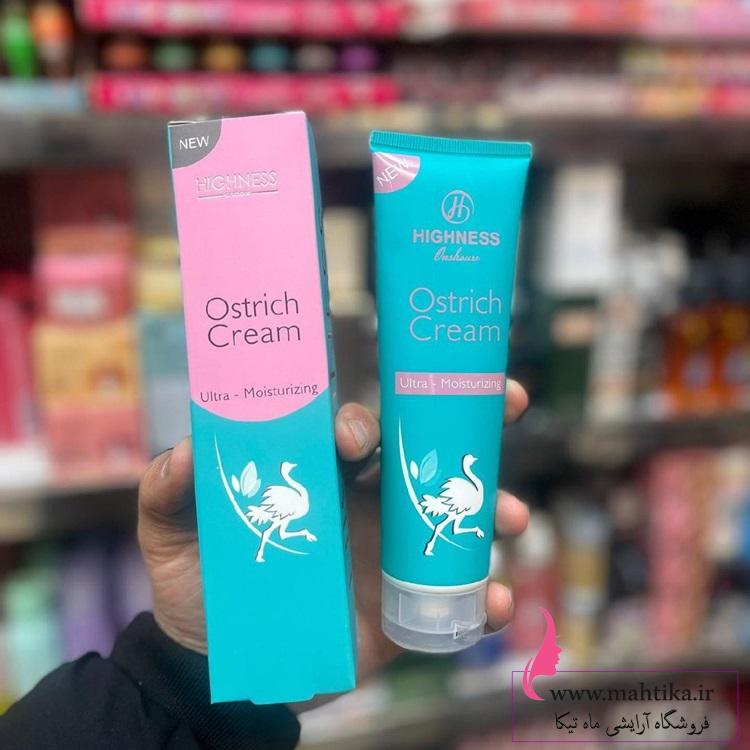 NEW
HIGHNESS
Ostrich
Cream
Ultra - Moisturizing
NEW
H
HIGHNESS
Onshoure
Ostrich
Cream
Ultra - Moisturizing
www.mahtika.ir
فروشگاه آرایشی ماه تیکا